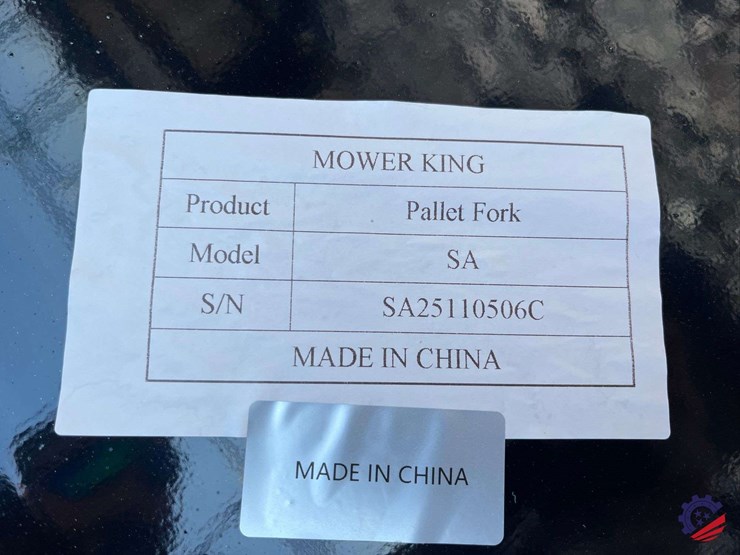 MOWER KING
Product Pallet Fork
Model SA
S/N SA25110506C
MADE IN CHINA
MADE IN CHINA